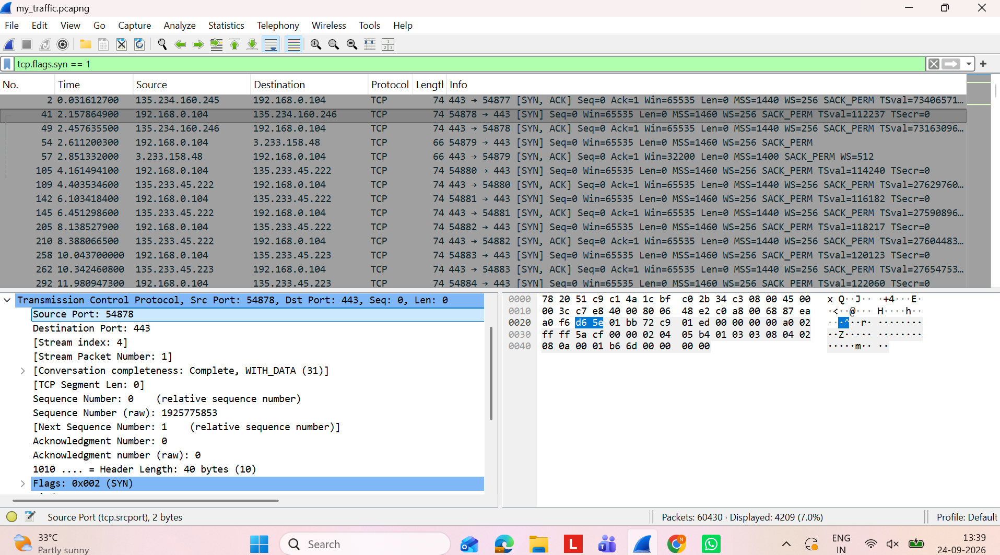 my_traffic.pcapng
File Edit View Go Capture Analyze Statistics Telephony Wireless Tools Help
tcp.flags.syn == 1
No. Time Source Destination Protocol Length Info
2 0.031612700 135.234.160.245 192.168.0.104 TCP 74 443 → 54877 [SYN, ACK] Seq=0 Ack=1 Win=65535 Len=0 MSS=1440 WS=256 SACK_PERM TSval=73406571…
41 2.157864900 192.168.0.104 135.234.160.246 TCP 74 54878 → 443 [SYN] Seq=0 Win=65535 Len=0 MSS=1460 WS=256 SACK_PERM TSval=112237 TSecr=0
49 2.457635500 135.234.160.246 192.168.0.104 TCP 74 443 → 54878 [SYN, ACK] Seq=0 Ack=1 Win=65535 Len=0 MSS=1440 WS=256 SACK_PERM TSval=73163096…
54 2.611200300 192.168.0.104 3.233.158.48 TCP 66 54879 → 443 [SYN] Seq=0 Win=65535 Len=0 MSS=1460 WS=256 SACK_PERM
57 2.851332000 3.233.158.48 192.168.0.104 TCP 66 443 → 54879 [SYN, ACK] Seq=0 Ack=1 Win=32200 Len=0 MSS=1400 SACK_PERM WS=512
105 4.161494100 192.168.0.104 135.233.45.222 TCP 74 54880 → 443 [SYN] Seq=0 Win=65535 Len=0 MSS=1460 WS=256 SACK_PERM TSval=114240 TSecr=0
109 4.403534600 135.233.45.222 192.168.0.104 TCP 74 443 → 54880 [SYN, ACK] Seq=0 Ack=1 Win=65535 Len=0 MSS=1440 WS=256 SACK_PERM TSval=27629760…
142 6.103418400 192.168.0.104 135.233.45.222 TCP 74 54881 → 443 [SYN] Seq=0 Win=65535 Len=0 MSS=1460 WS=256 SACK_PERM TSval=116182 TSecr=0
145 6.451298600 135.233.45.222 192.168.0.104 TCP 74 443 → 54881 [SYN, ACK] Seq=0 Ack=1 Win=65535 Len=0 MSS=1440 WS=256 SACK_PERM TSval=27590896…
205 8.138527900 192.168.0.104 135.233.45.222 TCP 74 54882 → 443 [SYN] Seq=0 Win=65535 Len=0 MSS=1460 WS=256 SACK_PERM TSval=118217 TSecr=0
210 8.388066500 135.233.45.222 192.168.0.104 TCP 74 443 → 54882 [SYN, ACK] Seq=0 Ack=1 Win=65535 Len=0 MSS=1440 WS=256 SACK_PERM TSval=27604483…
258 10.043700000 192.168.0.104 135.233.45.223 TCP 74 54883 → 443 [SYN] Seq=0 Win=65535 Len=0 MSS=1460 WS=256 SACK_PERM TSval=120123 TSecr=0
262 10.342460800 135.233.45.223 192.168.0.104 TCP 74 443 → 54883 [SYN, ACK] Seq=0 Ack=1 Win=65535 Len=0 MSS=1440 WS=256 SACK_PERM TSval=27654753…
292 11.980947300 192.168.0.104 135.233.45.223 TCP 74 54884 → 443 [SYN] Seq=0 Win=65535 Len=0 MSS=1460 WS=256 SACK_PERM TSval=122060 TSecr=0
Transmission Control Protocol, Src Port: 54878, Dst Port: 443, Seq: 0, Len: 0
Source Port: 54878
Destination Port: 443
[Stream index: 4]
[Stream Packet Number: 1]
[Conversation completeness: Complete, WITH_DATA (31)]
[TCP Segment Len: 0]
Sequence Number: 0 (relative sequence number)
Sequence Number (raw): 1925775853
[Next Sequence Number: 1 (relative sequence number)]
Acknowledgment Number: 0
Acknowledgment number (raw): 0
1010 .... = Header Length: 40 bytes (10)
Flags: 0x002 (SYN)
0000 78 20 51 c9 c1 4a 1c bf c0 2b 34 c3 08 00 45 00 x Q··J·· ·+4···E·
0010 00 3c c7 e8 40 00 80 06 48 e2 c0 a8 00 68 87 ea ·<··@··· H····h··
0020 a0 f6 d6 5e 01 bb 72 c9 01 ed 00 00 00 00 a0 02 ···^··r· ········
0030 ff ff 5a cf 00 00 02 04 05 b4 01 03 03 08 04 02 ··Z····· ········
0040 08 0a 00 01 b6 6d 00 00 00 00 ·····m·· ··
Source Port (tcp.srcport), 2 bytes
Packets: 60430 · Displayed: 4209 (7.0%)
Profile: Default
33°C
Partly sunny
Search
ENG
IN
13:39
24-09-2026